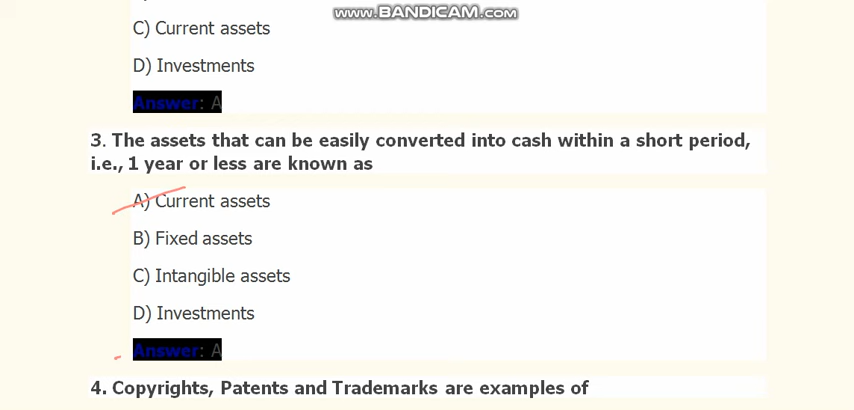 www.BANDICAM.com
C) Current assets
D) Investments
Answer: A
3. The assets that can be easily converted into cash within a short period,
i.e., 1 year or less are known as
A) Current assets
B) Fixed assets
C) Intangible assets
D) Investments
Answer: A
4. Copyrights, Patents and Trademarks are examples of